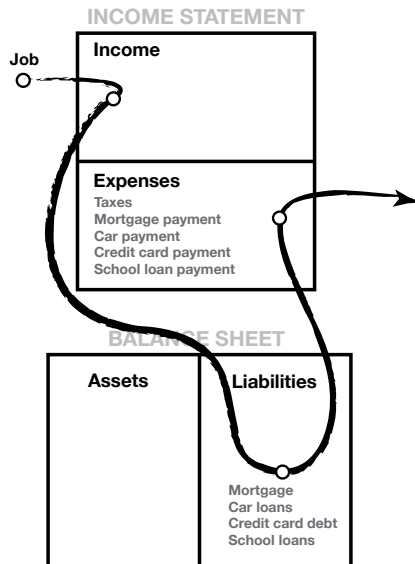 INCOME STATEMENT
Job
Income
Expenses
Taxes
Mortgage payment
Car payment
Credit card payment
School loan payment
BALANCE SHEET
Assets
Liabilities
Mortgage
Car loans
Credit card debt
School loans